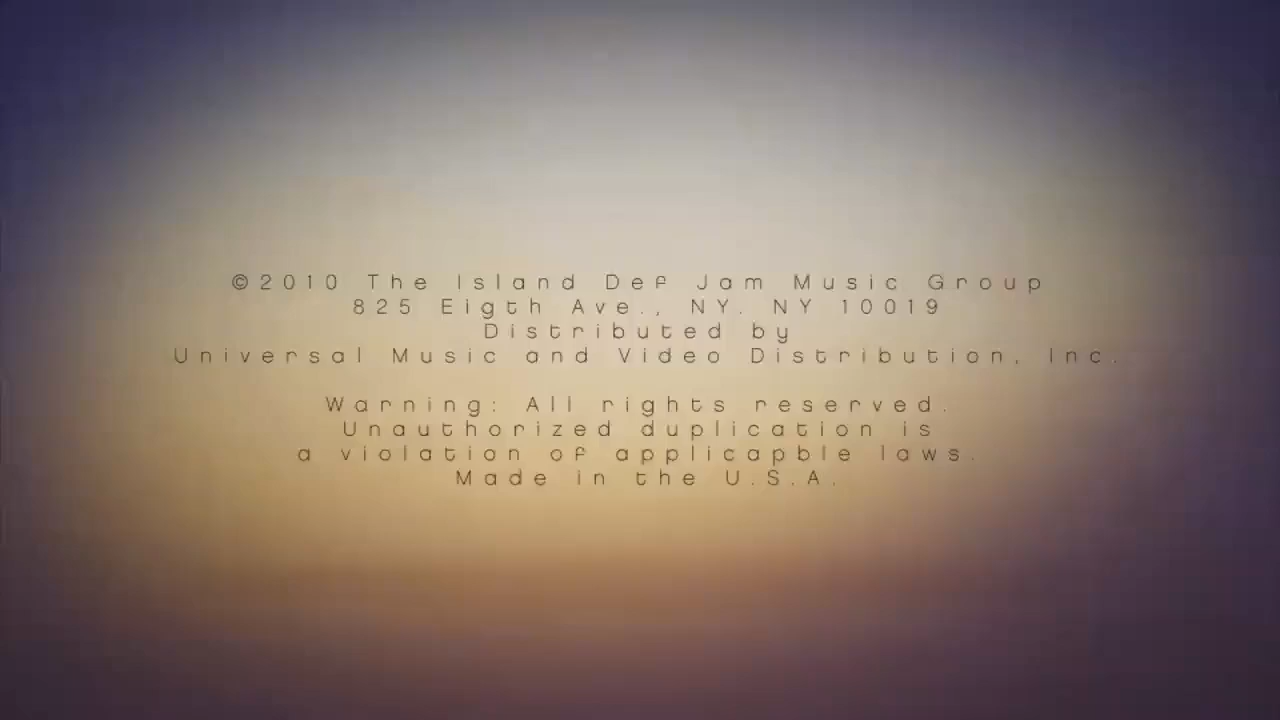 ©2010 The Island Def Jam Music Group
825 Eigth Ave., NY. NY 10019
Distributed by
Universal Music and Video Distribution, Inc.
Warning: All rights reserved.
Unauthorized duplication is
a violation of applicapble laws.
Made in the U.S.A.